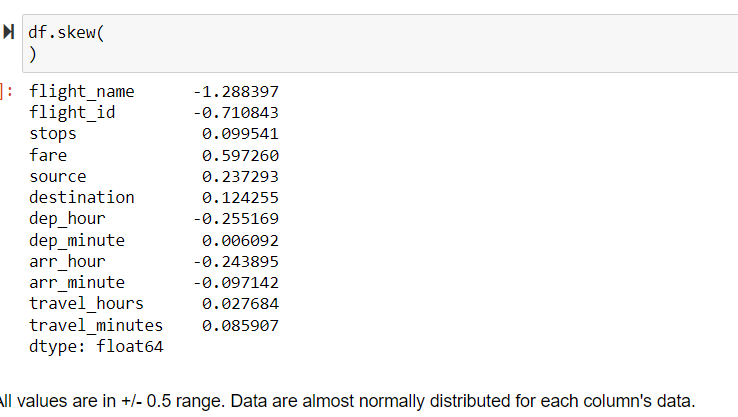 df.skew(
)
]:
flight_name -1.288397
flight_id -0.710843
stops 0.099541
fare 0.597260
source 0.237293
destination 0.124255
dep_hour -0.255169
dep_minute 0.006092
arr_hour -0.243895
arr_minute -0.097142
travel_hours 0.027684
travel_minutes 0.085907
dtype: float64
All values are in +/- 0.5 range. Data are almost normally distributed for each column's data.